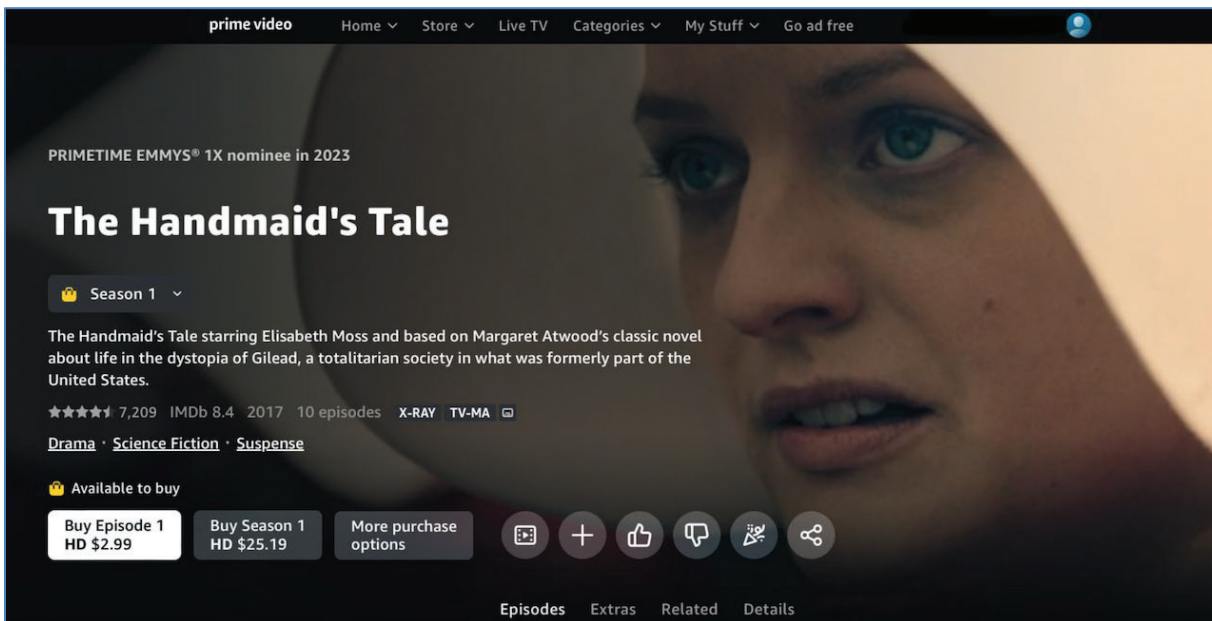 prime video Home Store Live TV Categories My Stuff Go ad free
PRIMETIME EMMYS® 1X nominee in 2023
The Handmaid's Tale
Season 1
The Handmaid's Tale starring Elisabeth Moss and based on Margaret Atwood's classic novel
about life in the dystopia of Gilead, a totalitarian society in what was formerly part of the
United States.
7,209 IMDb 8.4 2017 10 episodes X-RAY TV-MA
Drama · Science Fiction · Suspense
Available to buy
Buy Episode 1
HD $2.99
Buy Season 1
HD $25.19
More purchase
options
Episodes Extras Related Details